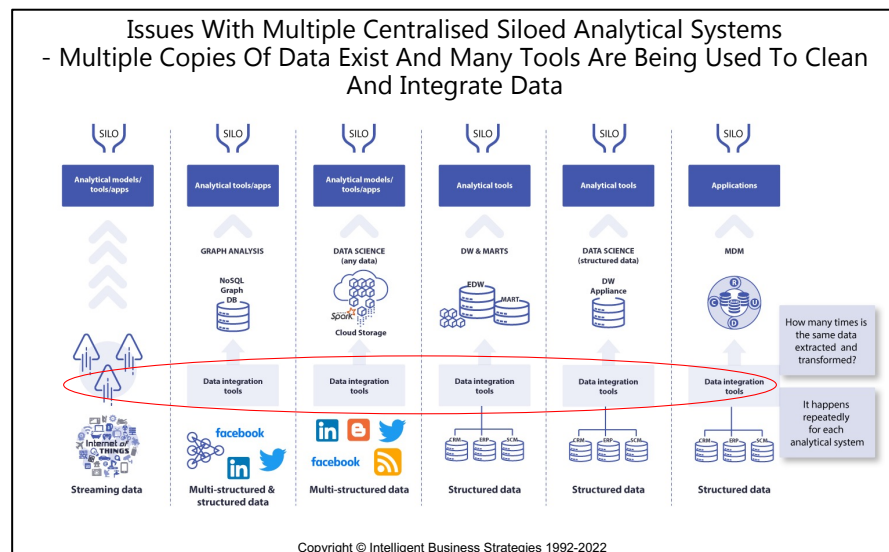 Issues With Multiple Centralised Siloed Analytical Systems
- Multiple Copies Of Data Exist And Many Tools Are Being Used To Clean
And Integrate Data
SILO
SILO
SILO
SILO
SILO
SILO
Analytical models/
tools/apps
Analytical tools/apps
Analytical models/
tools/apps
Analytical tools
Analytical tools
Applications
GRAPH ANALYSIS
DATA SCIENCE
(any data)
DW & MARTS
DATA SCIENCE
(structured data)
MDM
NoSQL
Graph
DB
Spark
Cloud Storage
EDW
MART
DW
Appliance
C
R
U
D
How many times is
the same data
extracted and
transformed?
Data integration
tools
Data integration
tools
Data integration
tools
Data integration
tools
Data integration
tools
It happens
repeatedly
for each
analytical system
Internet of
THINGS
facebook
in
in
B
facebook
CRM
ERP
SCM
CRM
ERP
SCM
CRM
ERP
SCM
Streaming data
Multi-structured &
structured data
Multi-structured data
Structured data
Structured data
Structured data
Copyright © Intelligent Business Strategies 1992-2022